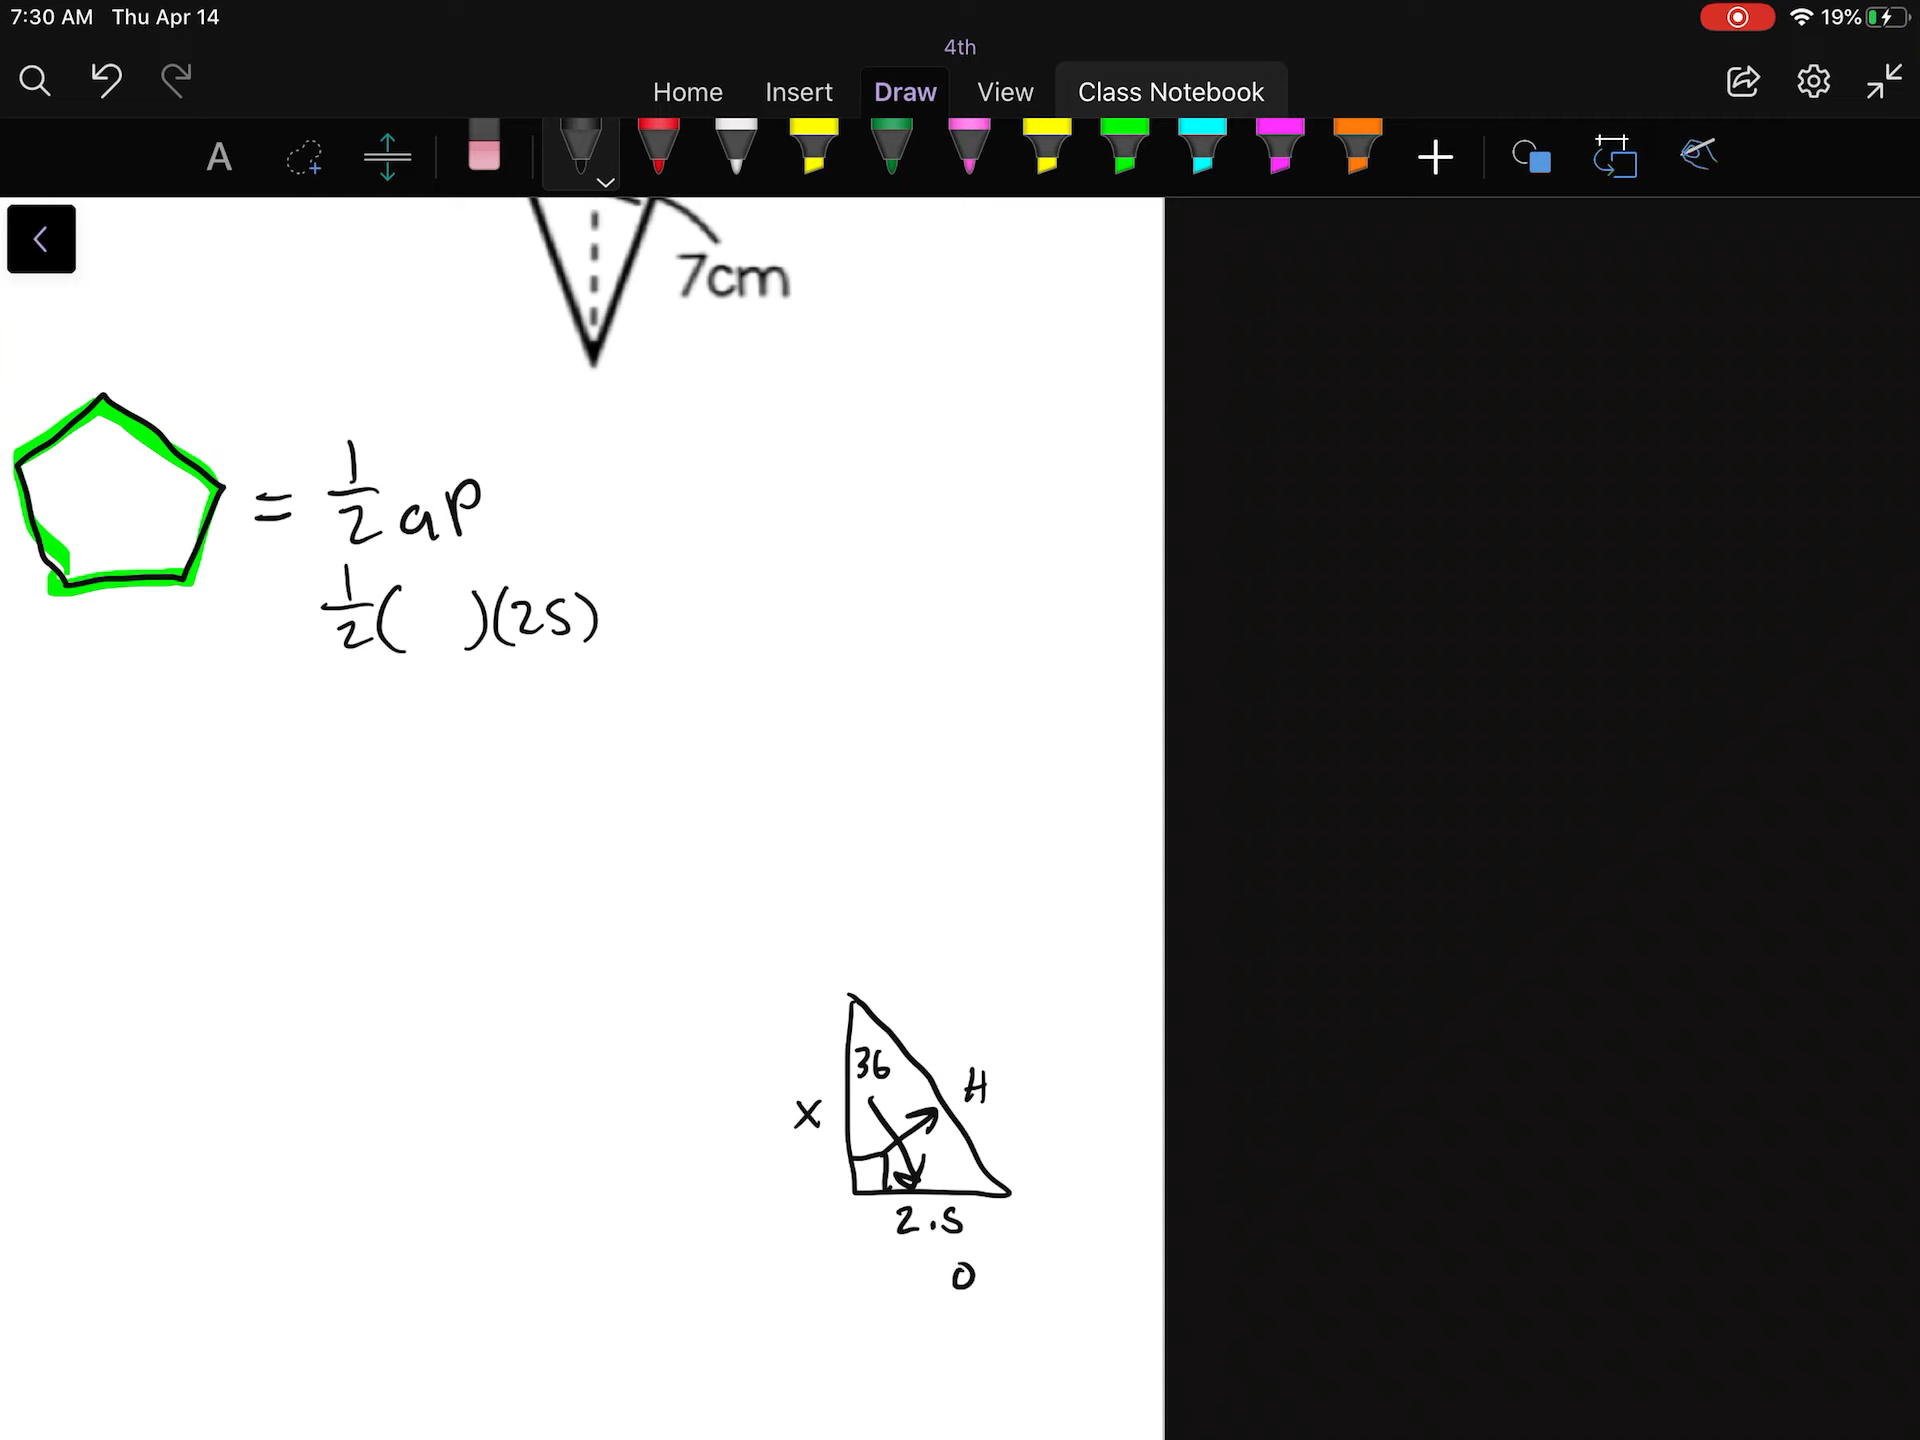 7:30 AM Thu Apr 14
19%
4th
Home Insert Draw View Class Notebook
A
7cm
= 1/2 ap
1/2( )(25)
36
H
x
2.5
O